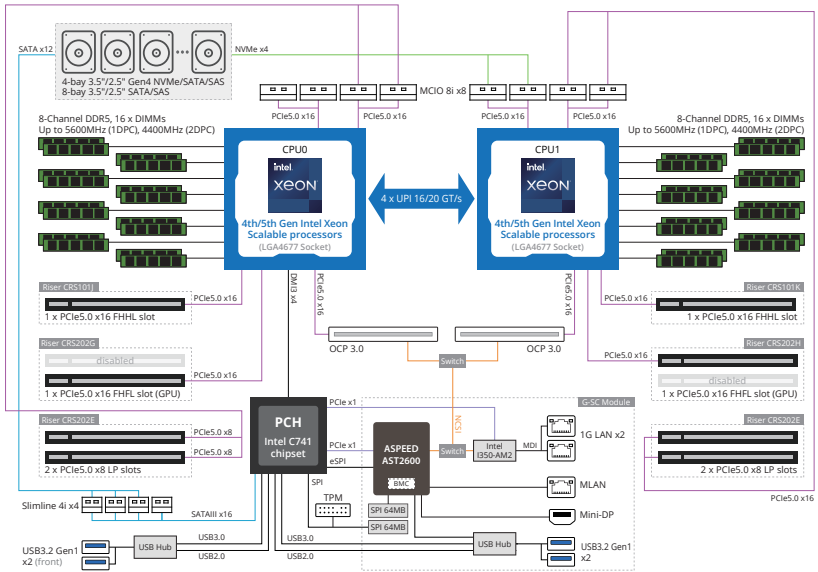 SATA x12
NVMe x4
4-bay 3.5"/2.5" Gen4 NVMe/SATA/SAS
8-bay 3.5"/2.5" SATA/SAS
MCIO 8i x8
PCIe5.0 x16
PCIe5.0 x16
PCIe5.0 x16
PCIe5.0 x16
8-Channel DDR5, 16 x DIMMs
Up to 5600MHz (1DPC), 4400MHz (2DPC)
8-Channel DDR5, 16 x DIMMs
Up to 5600MHz (1DPC), 4400MHz (2DPC)
CPU0
intel
XEON
4th/5th Gen Intel Xeon
Scalable processors
(LGA4677 Socket)
4 x UPI 16/20 GT/s
CPU1
intel
XEON
4th/5th Gen Intel Xeon
Scalable processors
(LGA4677 Socket)
DMI3 x4
PCIe5.0 x16
PCIe5.0 x16
Riser CRS101J
PCIe5.0 x16
1 x PCIe5.0 x16 FHHL slot
Riser CRS101K
PCIe5.0 x16
1 x PCIe5.0 x16 FHHL slot
OCP 3.0
OCP 3.0
Riser CRS202G
disabled
PCIe5.0 x16
1 x PCIe5.0 x16 FHFL slot (GPU)
Riser CRS202H
PCIe5.0 x16
disabled
1 x PCIe5.0 x16 FHFL slot (GPU)
Switch
NCSI
G-SC Module
Riser CRS202E
PCIe5.0 x8
PCIe5.0 x8
2 x PCIe5.0 x8 LP slots
Riser CRS202E
2 x PCIe5.0 x8 LP slots
PCIe5.0 x16
PCH
Intel C741
chipset
PCIe x1
PCIe x1
eSPI
SPI
ASPEED
AST2600
BMC
Switch
Intel
I350-AM2
MDI
1G LAN x2
MLAN
Mini-DP
TPM
SPI 64MB
SPI 64MB
Slimline 4i x4
SATAIII x16
USB3.2 Gen1
x2 (front)
USB Hub
USB3.0
USB2.0
USB3.0
USB2.0
USB Hub
USB3.2 Gen1
x2